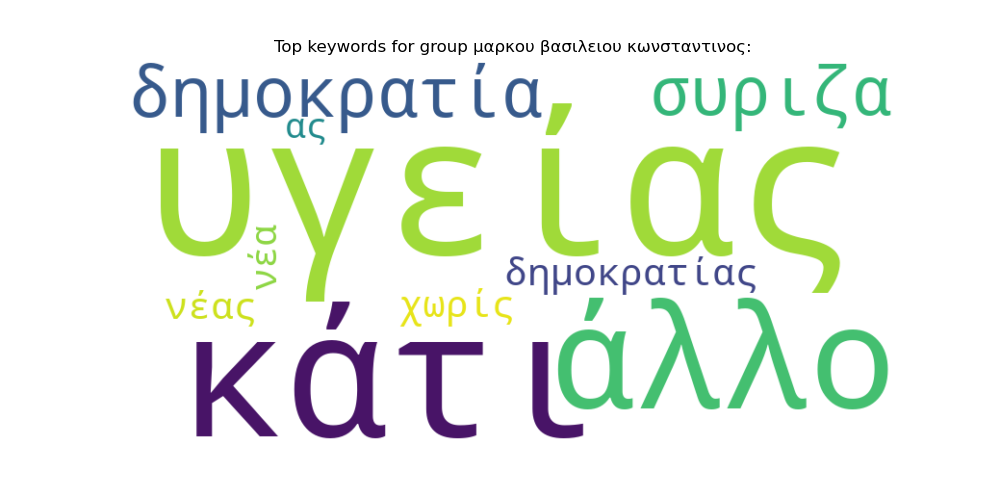 Top keywords for group μαρκου βασιλειου κωνσταντινος:
δημοκρατία συριζα
ας
υγείας
νέα
δημοκρατίας
νέας χωρίς
κάτι άλλο